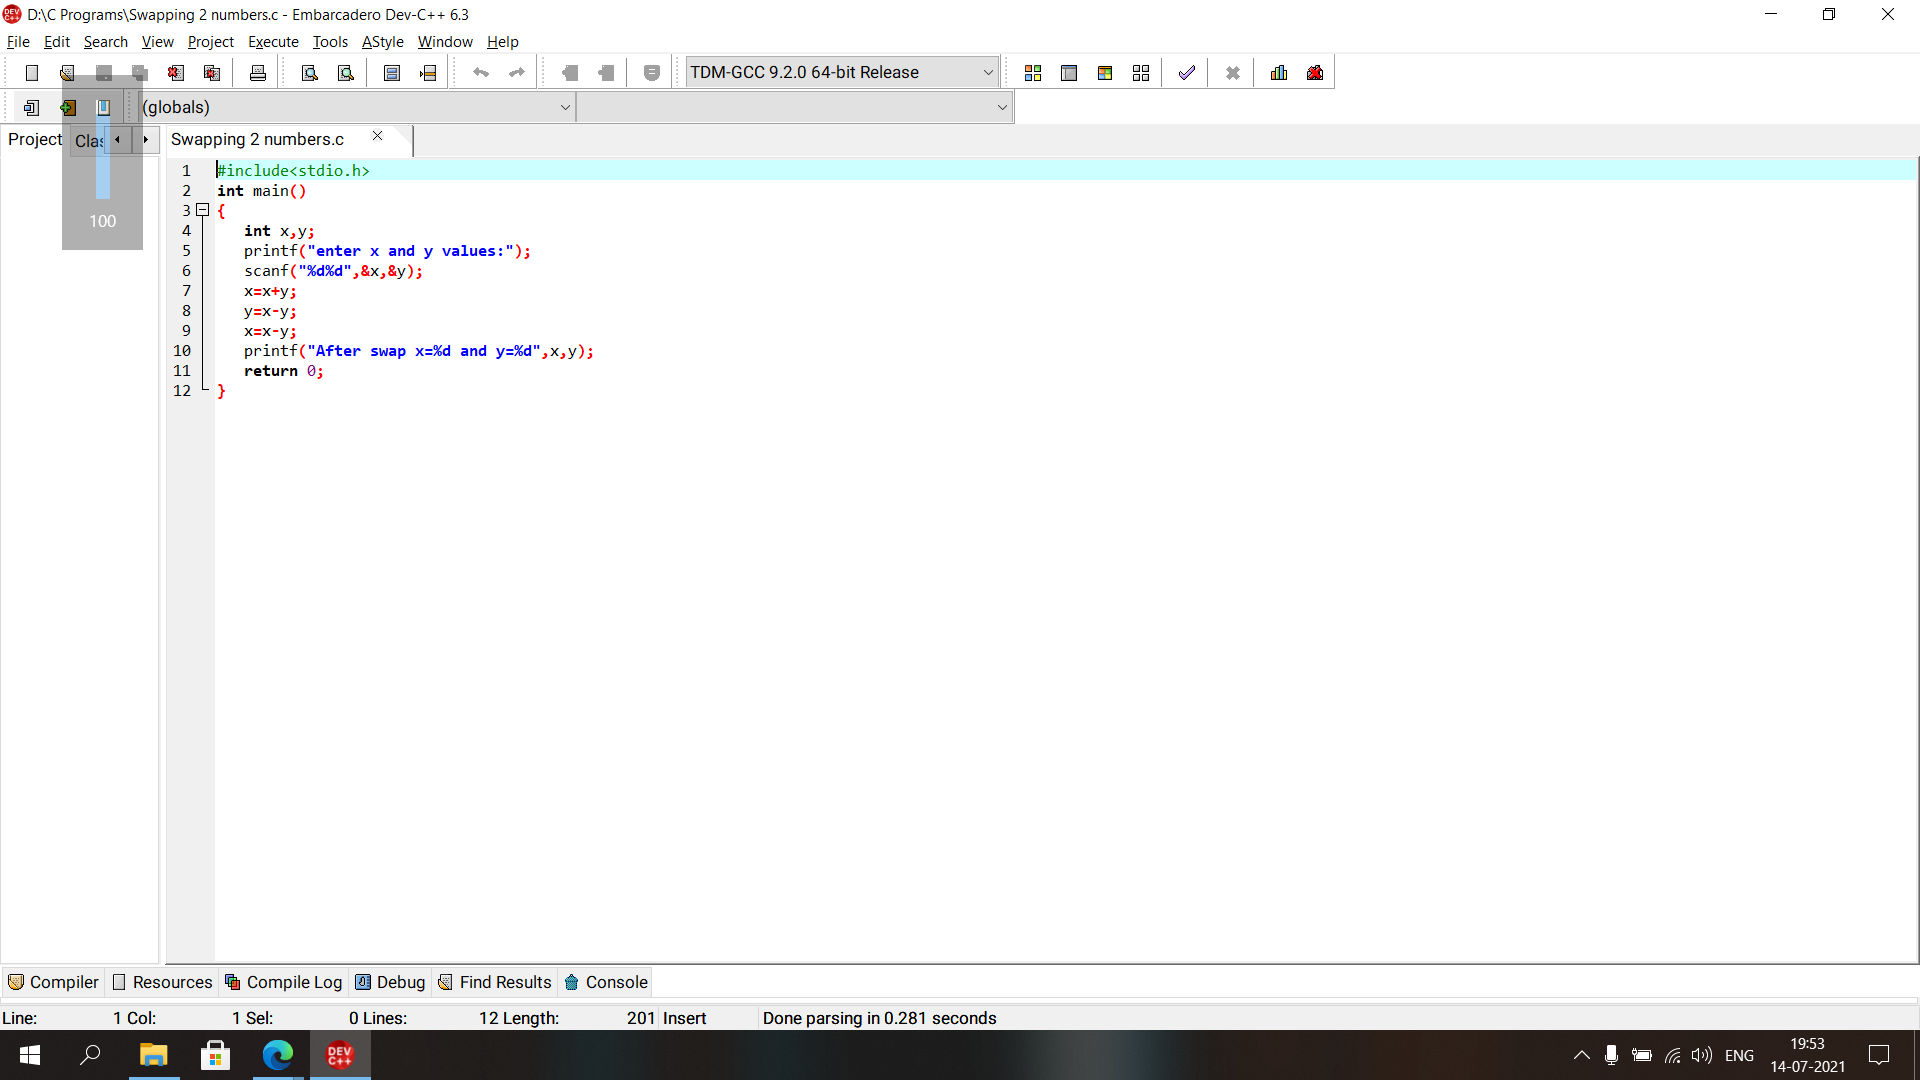 D:\C Programs\Swapping 2 numbers.c - Embarcadero Dev-C++ 6.3
File Edit Search View Project Execute Tools AStyle Window Help
TDM-GCC 9.2.0 64-bit Release
(globals)
Project Clas Swapping 2 numbers.c
100
1 #include<stdio.h>
2 int main()
3 {
4 int x,y;
5 printf("enter x and y values:");
6 scanf("%d%d",&x,&y);
7 x=x+y;
8 y=x-y;
9 x=x-y;
10 printf("After swap x=%d and y=%d",x,y);
11 return 0;
12 }
Compiler Resources Compile Log Debug Find Results Console
Line: 1 Col: 1 Sel: 0 Lines: 12 Length: 201 Insert Done parsing in 0.281 seconds
DEV C++
ENG
19:53
14-07-2021